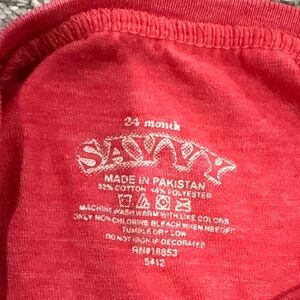 24 month
SAVVY
MADE IN PAKISTAN
52% COTTON 48% POLYESTER
MACHINE WASH WARM WITH LIKE COLORS
ONLY NON-CHLORINE BLEACH WHEN NEEDED
TUMBLE DRY LOW
DO NOT IRON IF DECORATED
RN#18853
5412